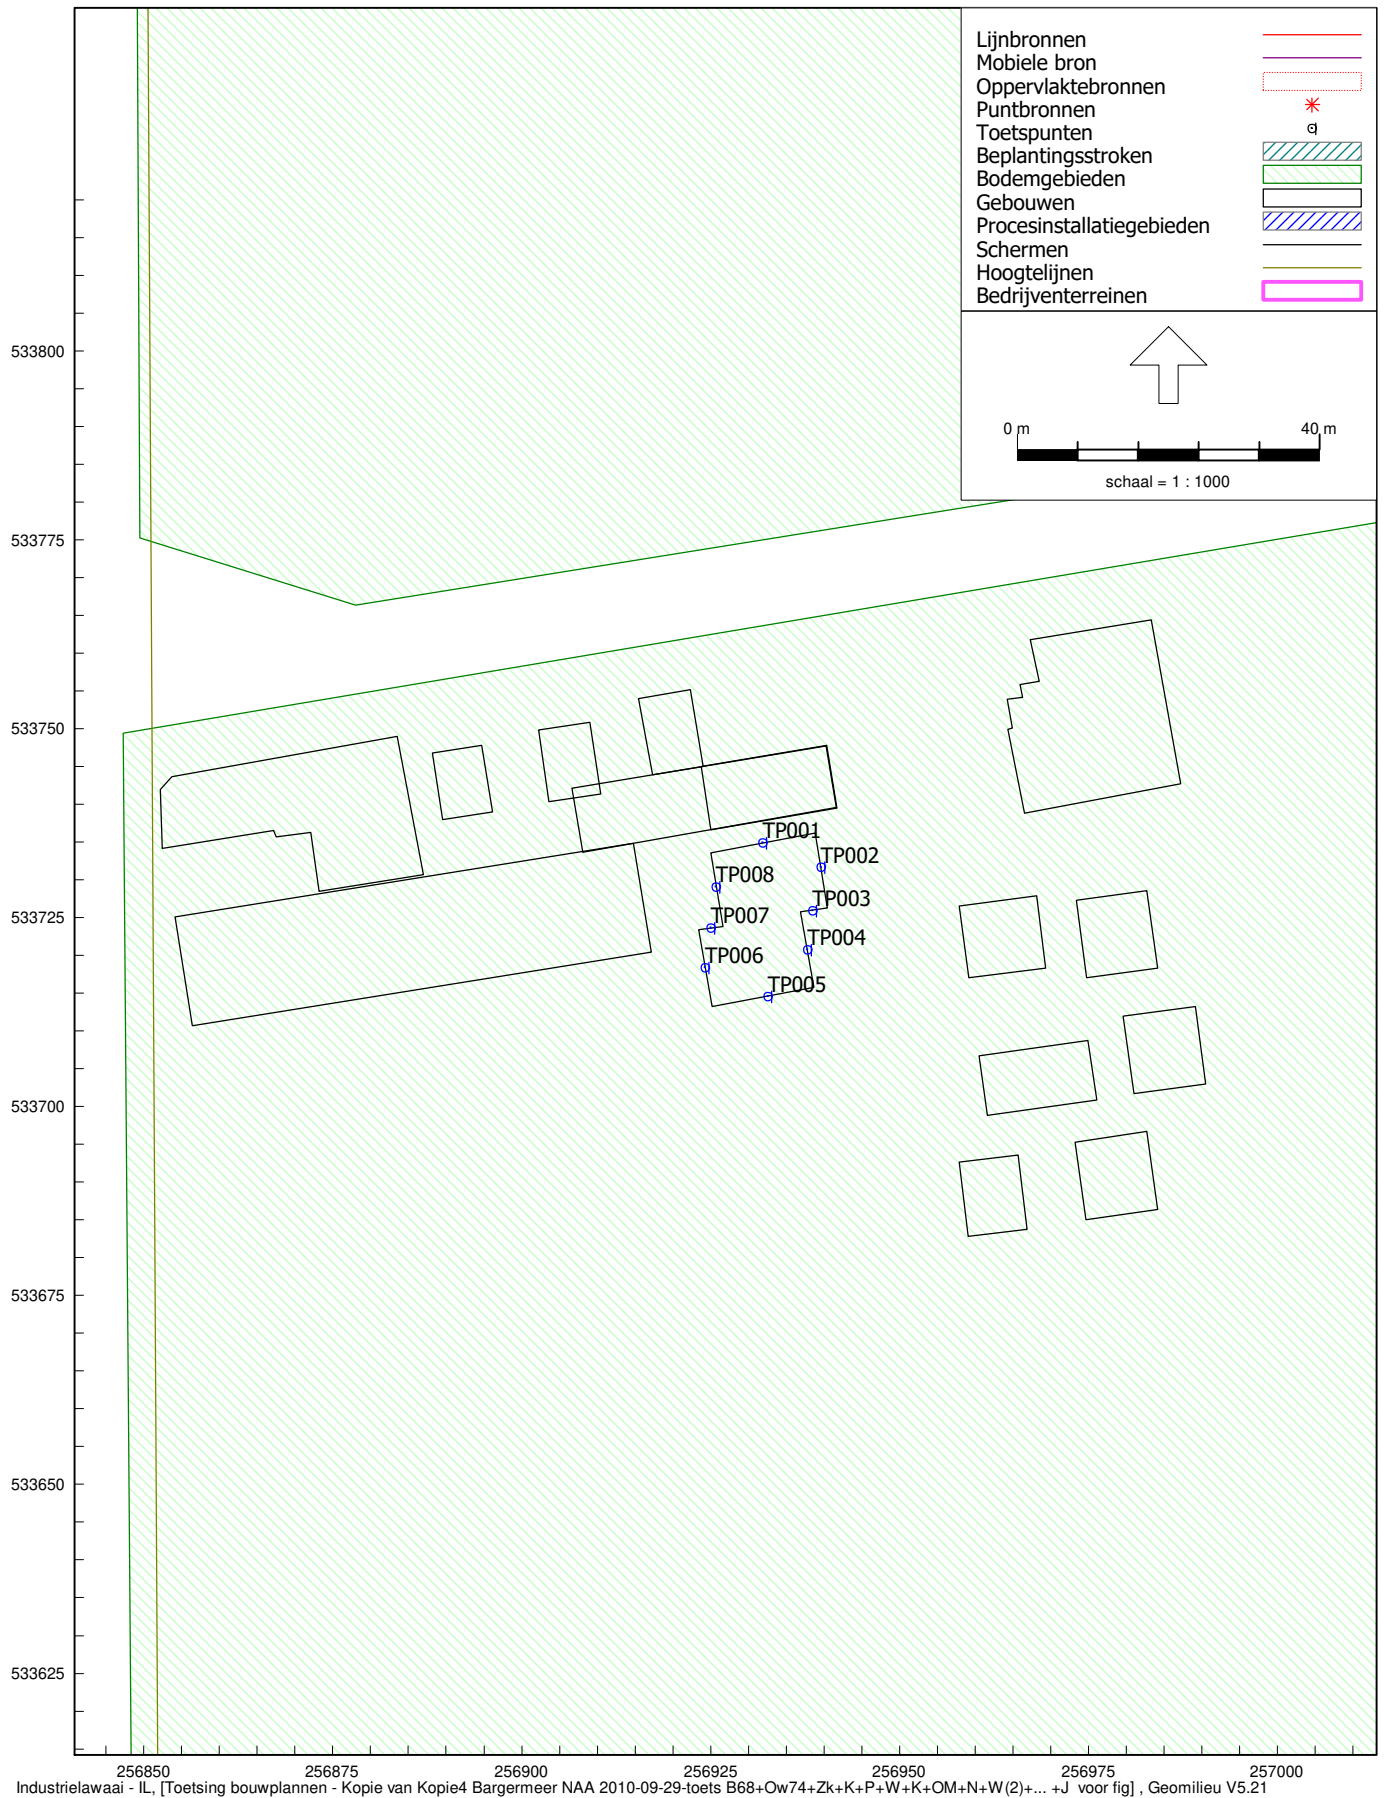 Lijnbronnen
Mobiele bron
Oppervlaktebronnen
Puntbronnen
Toetspunten
Beplantingsstroken
Bodemgebieden
Gebouwen
Procesinstallatiegebieden
Schermen
Hoogtelijnen
Bedrijventerreinen
0 m 40 m
schaal = 1 : 1000
533800
533775
533750
533725
533700
533675
533650
533625
TP001
TP002
TP008
TP003
TP007
TP004
TP006
TP005
256850 256875 256900 256925 256950 256975 257000
Industrielawaai - IL, [Toetsing bouwplannen - Kopie van Kopie4 Bargermeer NAA 2010-09-29-toets B68+Ow74+Zk+K+P+W+K+OM+N+W(2)+... +J voor fig] , Geomilieu V5.21